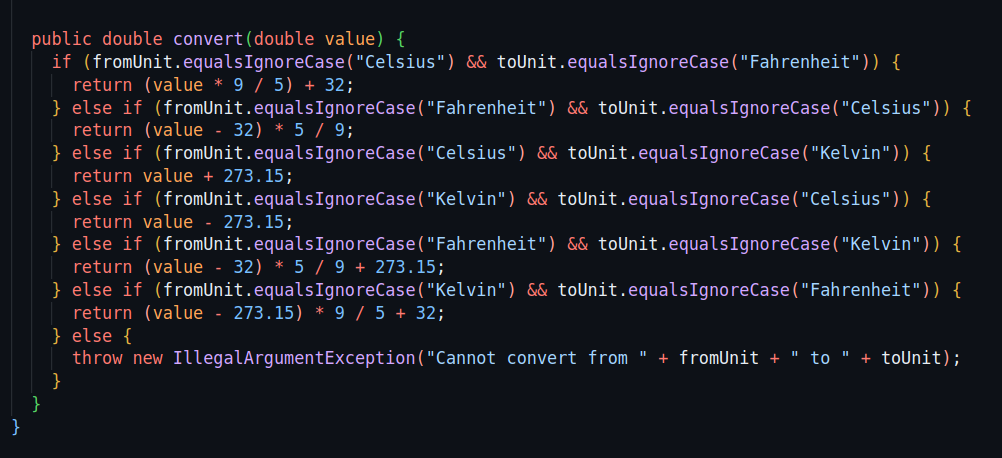 public double convert(double value) {
if (fromUnit.equalsIgnoreCase("Celsius") && toUnit.equalsIgnoreCase("Fahrenheit")) {
return (value * 9 / 5) + 32;
} else if (fromUnit.equalsIgnoreCase("Fahrenheit") && toUnit.equalsIgnoreCase("Celsius")) {
return (value - 32) * 5 / 9;
} else if (fromUnit.equalsIgnoreCase("Celsius") && toUnit.equalsIgnoreCase("Kelvin")) {
return value + 273.15;
} else if (fromUnit.equalsIgnoreCase("Kelvin") && toUnit.equalsIgnoreCase("Celsius")) {
return value - 273.15;
} else if (fromUnit.equalsIgnoreCase("Fahrenheit") && toUnit.equalsIgnoreCase("Kelvin")) {
return (value - 32) * 5 / 9 + 273.15;
} else if (fromUnit.equalsIgnoreCase("Kelvin") && toUnit.equalsIgnoreCase("Fahrenheit")) {
return (value - 273.15) * 9 / 5 + 32;
} else {
throw new IllegalArgumentException("Cannot convert from " + fromUnit + " to " + toUnit);
}
}
}